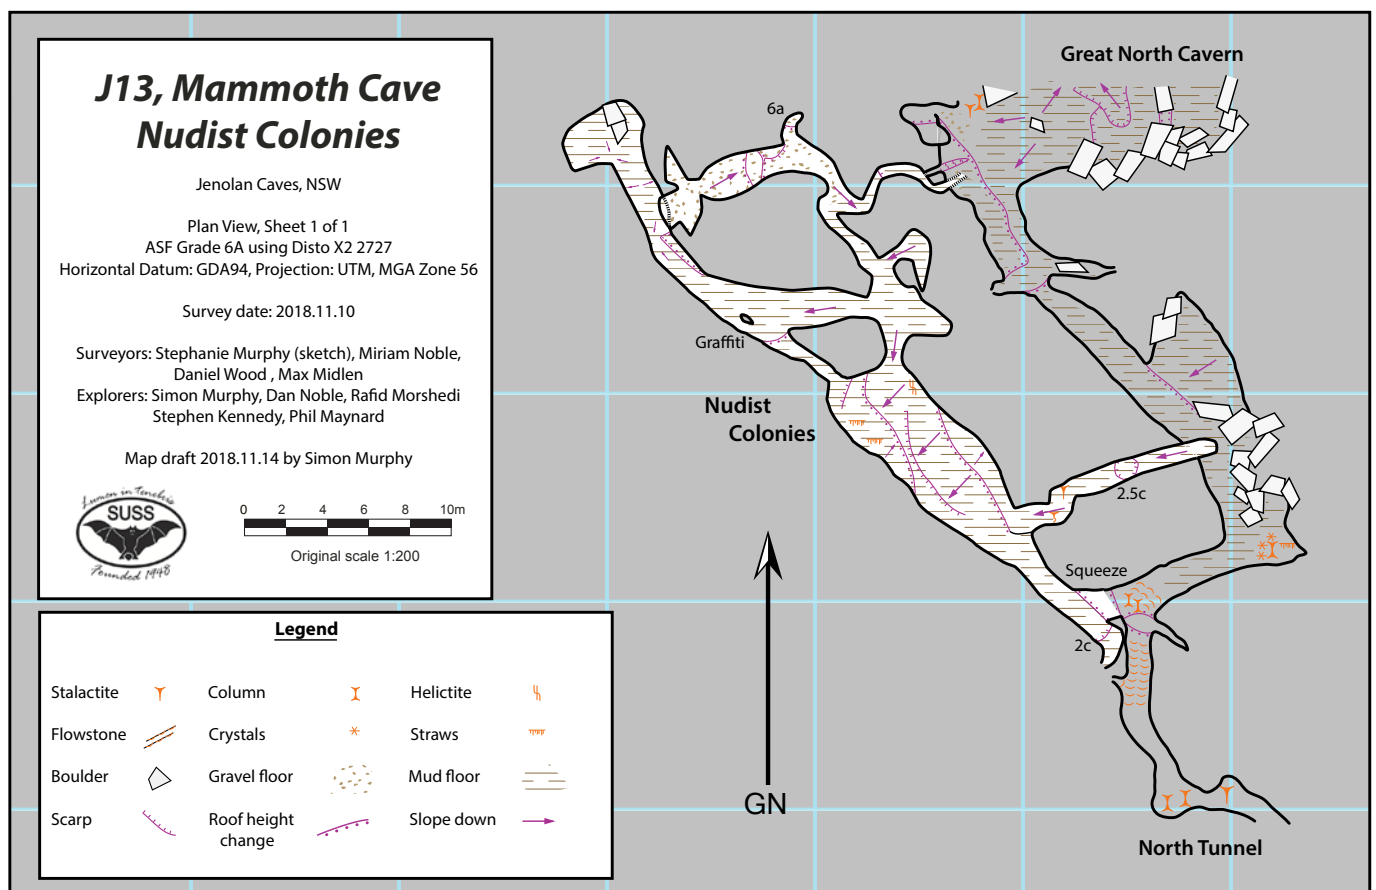 J13, Mammoth Cave
Nudist Colonies
Jenolan Caves, NSW
Plan View, Sheet 1 of 1
ASF Grade 6A using Disto X2 2727
Horizontal Datum: GDA94, Projection: UTM, MGA Zone 56
Survey date: 2018.11.10
Surveyors: Stephanie Murphy (sketch), Miriam Noble,
Daniel Wood , Max Midlen
Explorers: Simon Murphy, Dan Noble, Rafid Morshedi
Stephen Kennedy, Phil Maynard
Map draft 2018.11.14 by Simon Murphy
Lumen in Tenebris
SUSS
Founded 1948
0 2 4 6 8 10m
Original scale 1:200
Legend
Stalactite Column Helictite
Flowstone Crystals Straws
Boulder Gravel floor Mud floor
Scarp Roof height Slope down
change
Great North Cavern
6a
Graffiti
Nudist
Colonies
2.5c
Squeeze
2c
GN
North Tunnel